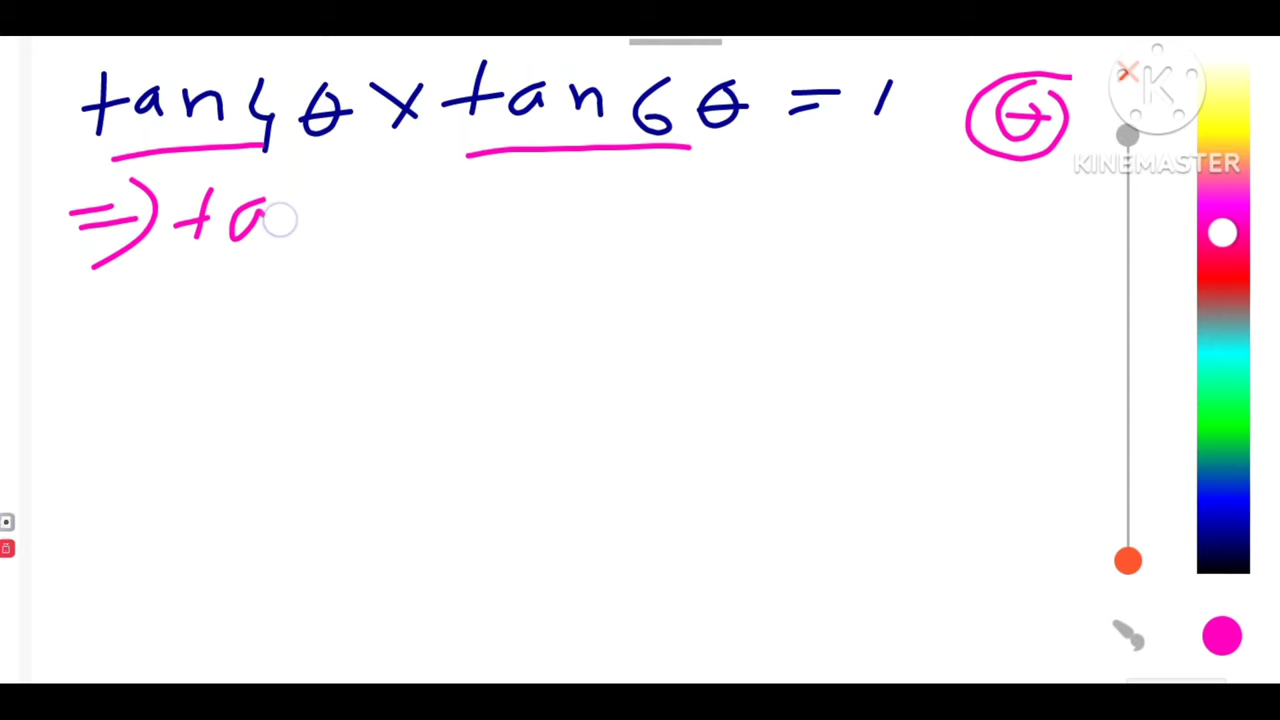 tan4θ × tan6θ = 1 θ
KINEMASTER
⇒ ta